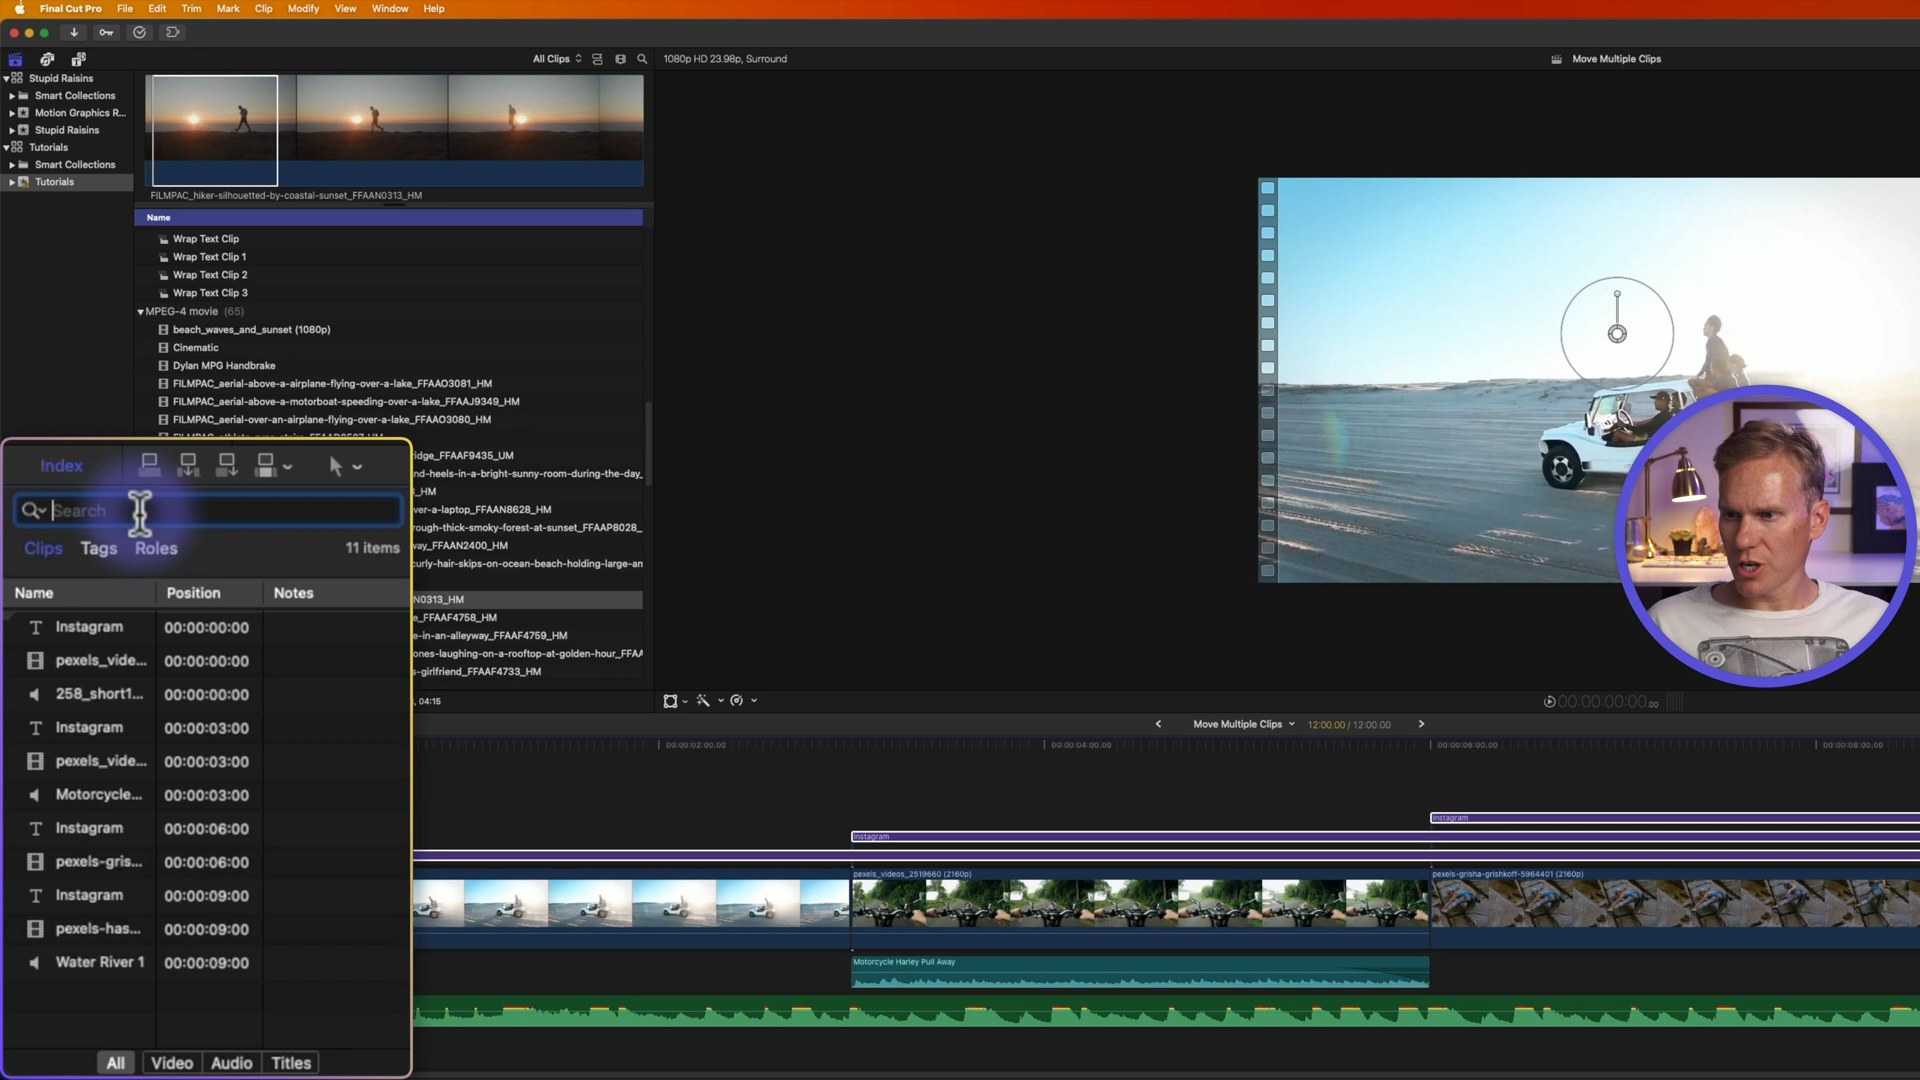 Final Cut Pro File Edit Trim Mark Clip Modify View Window Help
All Clips
1080p HD 23.98p, Surround
Move Multiple Clips
Stupid Raisins
Smart Collections
Motion Graphics R...
Stupid Raisins
Tutorials
Smart Collections
Tutorials
FILMPAC_hiker-silhouetted-by-coastal-sunset_FFAAN0313_HM
Name
Wrap Text Clip
Wrap Text Clip 1
Wrap Text Clip 2
Wrap Text Clip 3
MPEG-4 movie (65)
beach_waves_and_sunset (1080p)
Cinematic
Dylan MPG Handbrake
FILMPAC_aerial-above-a-airplane-flying-over-a-lake_FFAAO3081_HM
FILMPAC_aerial-above-a-motorboat-speeding-over-a-lake_FFAAJ9349_HM
FILMPAC_aerial-over-an-airplane-flying-over-a-lake_FFAAO3080_HM
ridge_FFAAF9435_UM
nd-heels-in-a-bright-sunny-room-during-the-day_
_HM
ver-a-laptop_FFAAN8628_HM
rough-thick-smoky-forest-at-sunset_FFAAP8028_
way_FFAAN2400_HM
curly-hair-skips-on-ocean-beach-holding-large-am
N0313_HM
e_FFAAF4758_HM
e-in-an-alleyway_FFAAF4759_HM
ones-laughing-on-a-rooftop-at-golden-hour_FFAA
s-girlfriend_FFAAF4733_HM
, 04:15
Index
Search
Clips Tags Roles 11 items
Name Position Notes
Instagram 00:00:00:00
pexels_vide... 00:00:00:00
258_short1... 00:00:00:00
Instagram 00:00:03:00
pexels_vide... 00:00:03:00
Motorcycle... 00:00:03:00
Instagram 00:00:06:00
pexels-gris... 00:00:06:00
Instagram 00:00:09:00
pexels-has... 00:00:09:00
Water River 1 00:00:09:00
All Video Audio Titles
00:00:00:00.00
Move Multiple Clips 12:00.00 / 12:00.00
00:00:02:00.00 00:00:04:00.00 00:00:06:00.00 00:00:08:00.00
Instagram
Instagram
pexels_videos_2519660 (2160p)
pexels-grisha-grishkoff-5964401 (2160p)
Motorcycle Harley Pull Away